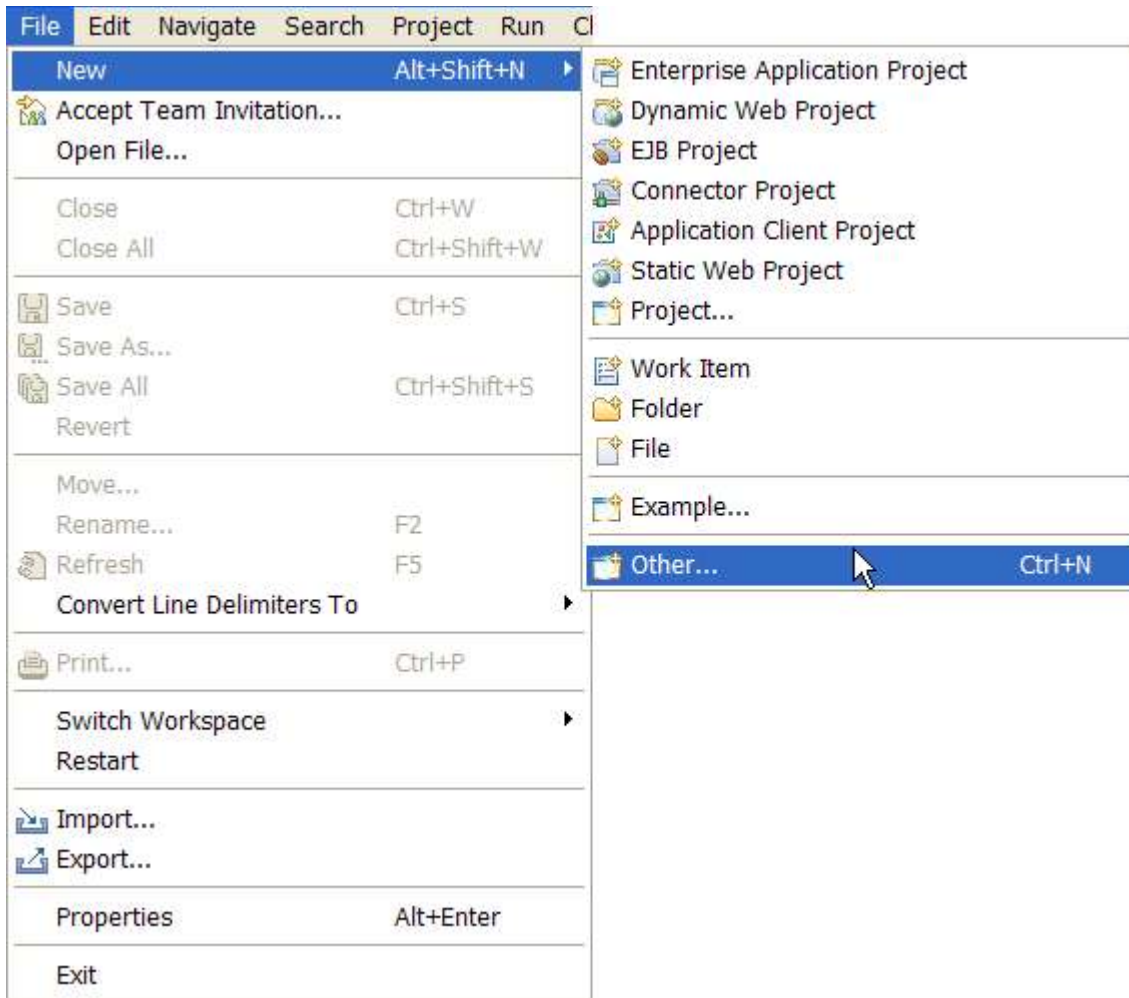 File Edit Navigate Search Project Run
New Alt+Shift+N
Accept Team Invitation...
Open File...
Close Ctrl+W
Close All Ctrl+Shift+W
Save Ctrl+S
Save As...
Save All Ctrl+Shift+S
Revert
Move...
Rename... F2
Refresh F5
Convert Line Delimiters To
Print... Ctrl+P
Switch Workspace
Restart
Import...
Export...
Properties Alt+Enter
Exit
Enterprise Application Project
Dynamic Web Project
EJB Project
Connector Project
Application Client Project
Static Web Project
Project...
Work Item
Folder
File
Example...
Other... Ctrl+N